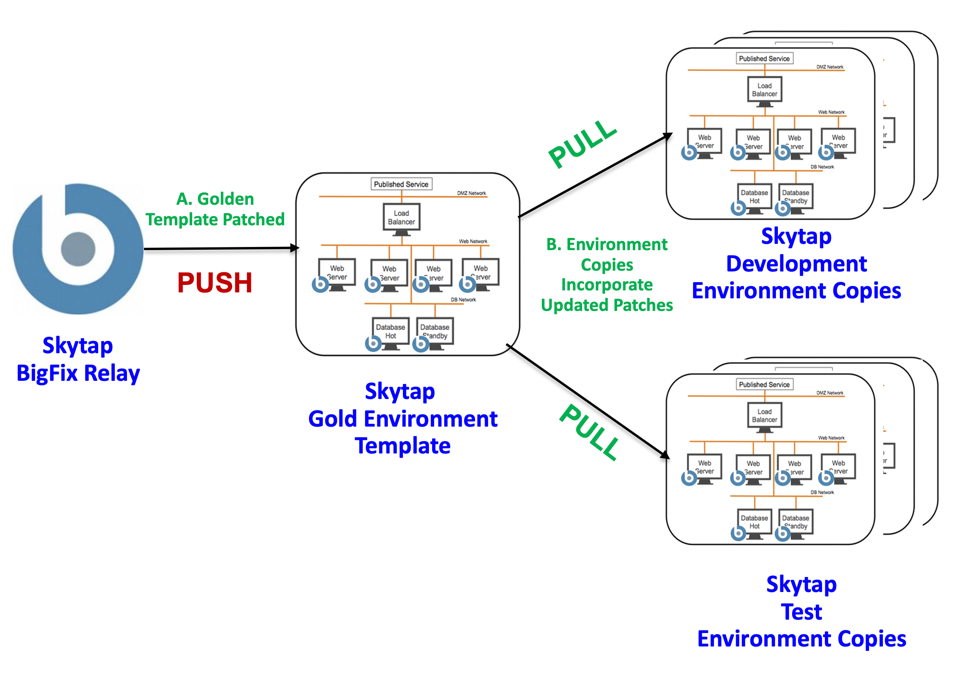 A. Golden
Template Patched
PUSH
Skytap
BigFix Relay
Published Service
DMZ Network
Load
Balancer
Web Network
Web
Server
Web
Server
Web
Server
Web
Server
DB Network
Database
Hot
Database
Standby
Skytap
Gold Environment
Template
PULL
B. Environment
Copies
Incorporate
Updated Patches
PULL
Published Service
DMZ Network
Load
Balancer
Web Network
Web
Server
Web
Server
Web
Server
Web
Server
DB Network
Database
Hot
Database
Standby
Skytap
Development
Environment Copies
Published Service
DMZ Network
Load
Balancer
Web Network
Web
Server
Web
Server
Web
Server
Web
Server
DB Network
Database
Hot
Database
Standby
Skytap
Test
Environment Copies